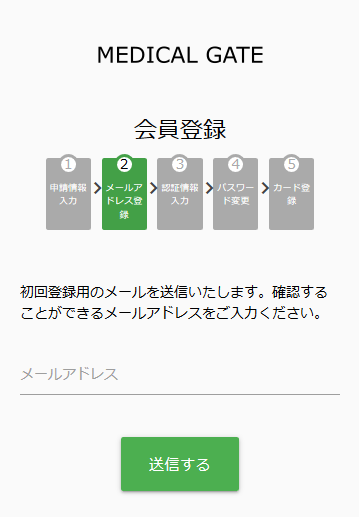 MEDICAL GATE
会員登録
1
申請情報
入力
2
メールア
ドレス登
録
3
認証情報
入力
4
パスワー
ド変更
5
カード登
録
初回登録用のメールを送信いたします。確認する
ことができるメールアドレスをご入力ください。
メールアドレス
送信する